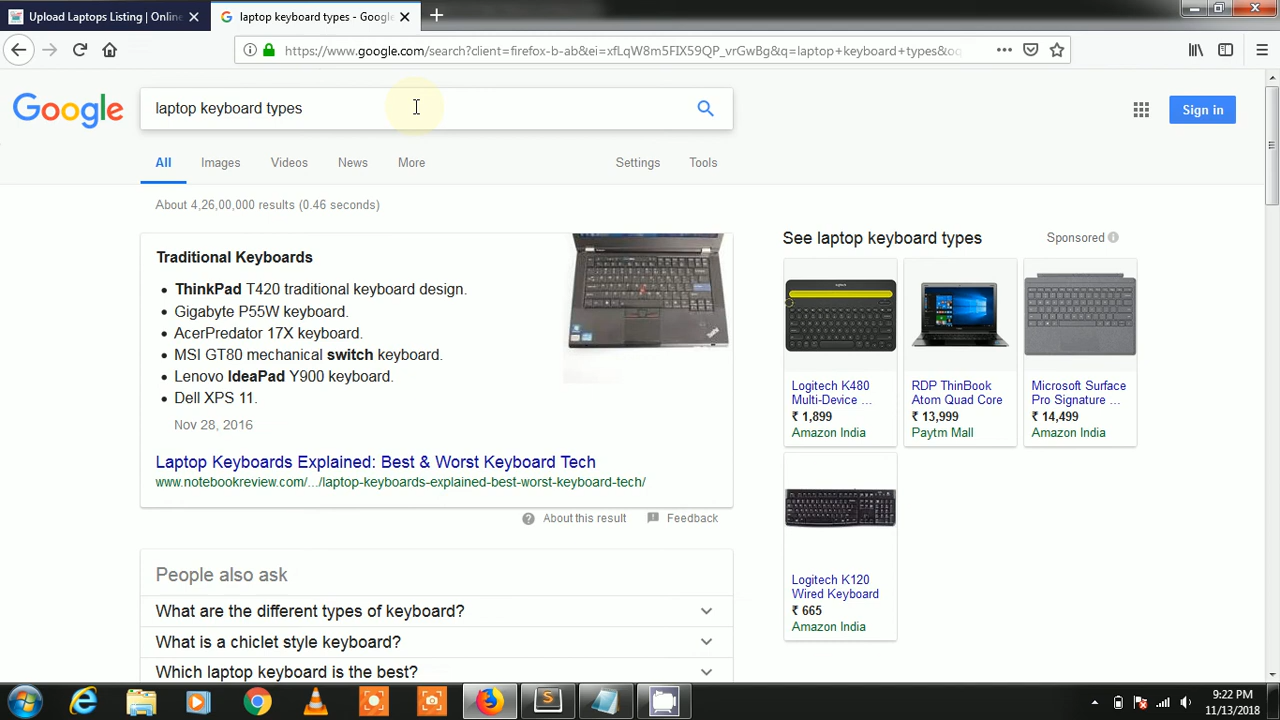 Upload Laptops Listing | Online
laptop keyboard types - Google
https://www.google.com/search?client=firefox-b-ab&ei=xfLqW8m5FIX59QP_vrGwBg&q=laptop+keyboard+types&oq
Google
laptop keyboard types
Sign in
All Images Videos News More Settings Tools
About 4,26,00,000 results (0.46 seconds)
Traditional Keyboards
ThinkPad T420 traditional keyboard design.
Gigabyte P55W keyboard.
AcerPredator 17X keyboard.
MSI GT80 mechanical switch keyboard.
Lenovo IdeaPad Y900 keyboard.
Dell XPS 11.
Nov 28, 2016
Laptop Keyboards Explained: Best & Worst Keyboard Tech
www.notebookreview.com/.../laptop-keyboards-explained-best-worst-keyboard-tech/
About this result Feedback
People also ask
What are the different types of keyboard?
What is a chiclet style keyboard?
Which laptop keyboard is the best?
See laptop keyboard types Sponsored
Logitech K480
Multi-Device ...
₹ 1,899
Amazon India
RDP ThinBook
Atom Quad Core
₹ 13,999
Paytm Mall
Microsoft Surface
Pro Signature ...
₹ 14,499
Amazon India
Logitech K120
Wired Keyboard
₹ 665
Amazon India
9:22 PM
11/13/2018